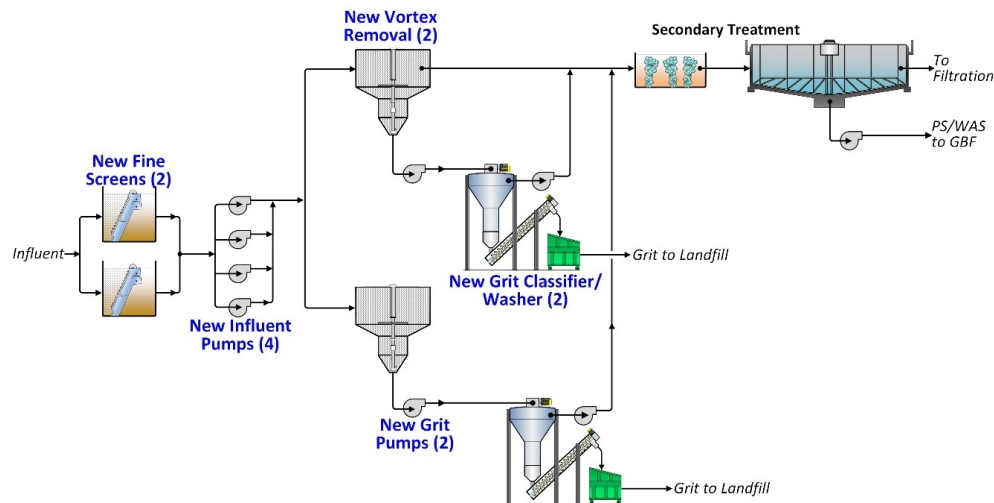 New Vortex
Removal (2)
Secondary Treatment
To
Filtration
PS/WAS
to GBF
New Fine
Screens (2)
Influent
New Influent
Pumps (4)
Grit to Landfill
New Grit Classifier/
Washer (2)
New Grit
Pumps (2)
Grit to Landfill